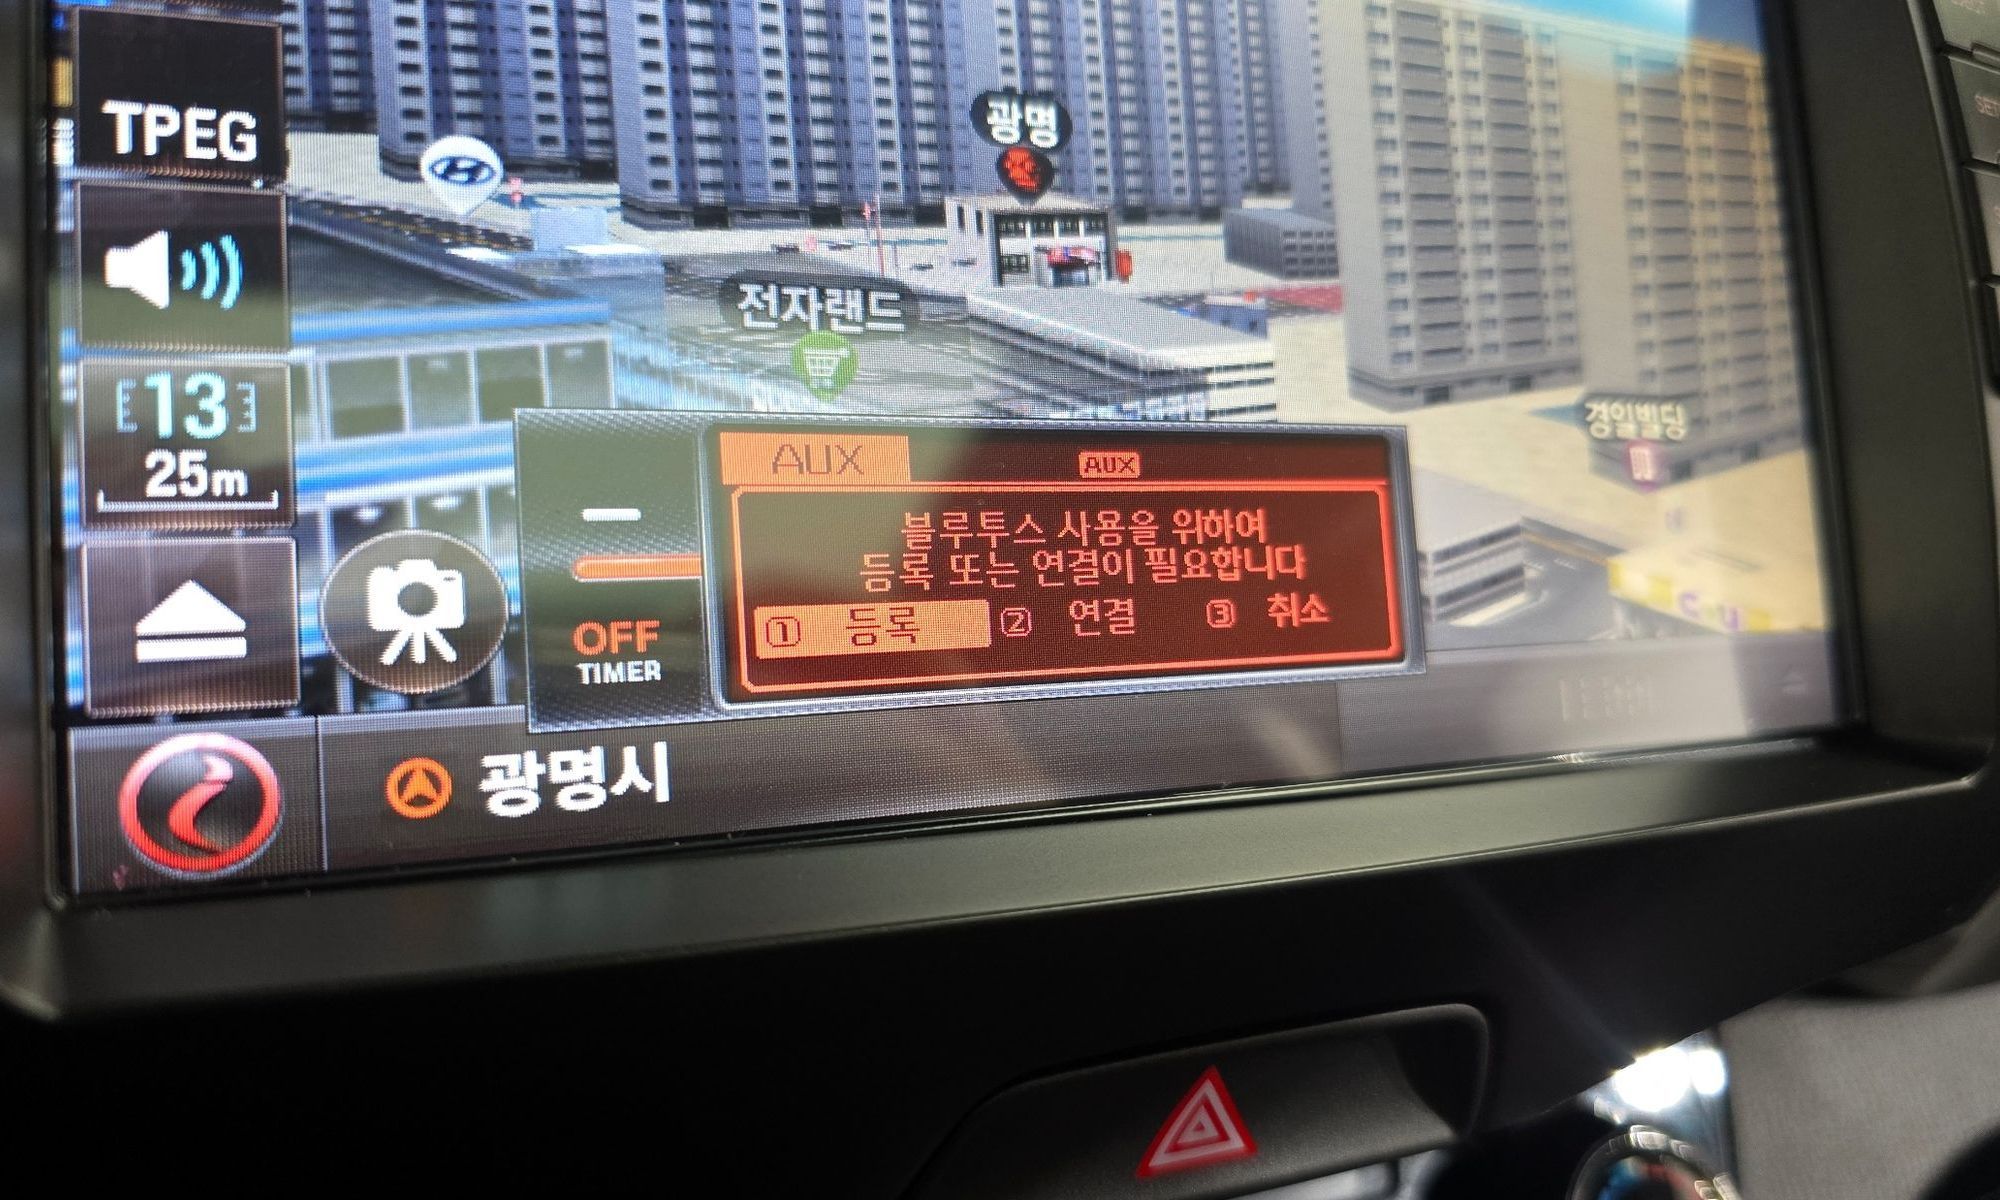 TPEG
광명
전자랜드
13
25m
경일빌딩
AUX
AUX
블루투스 사용을 위하여
등록 또는 연결이 필요합니다
① 등록 ② 연결 ③ 취소
OFF
TIMER
광명시